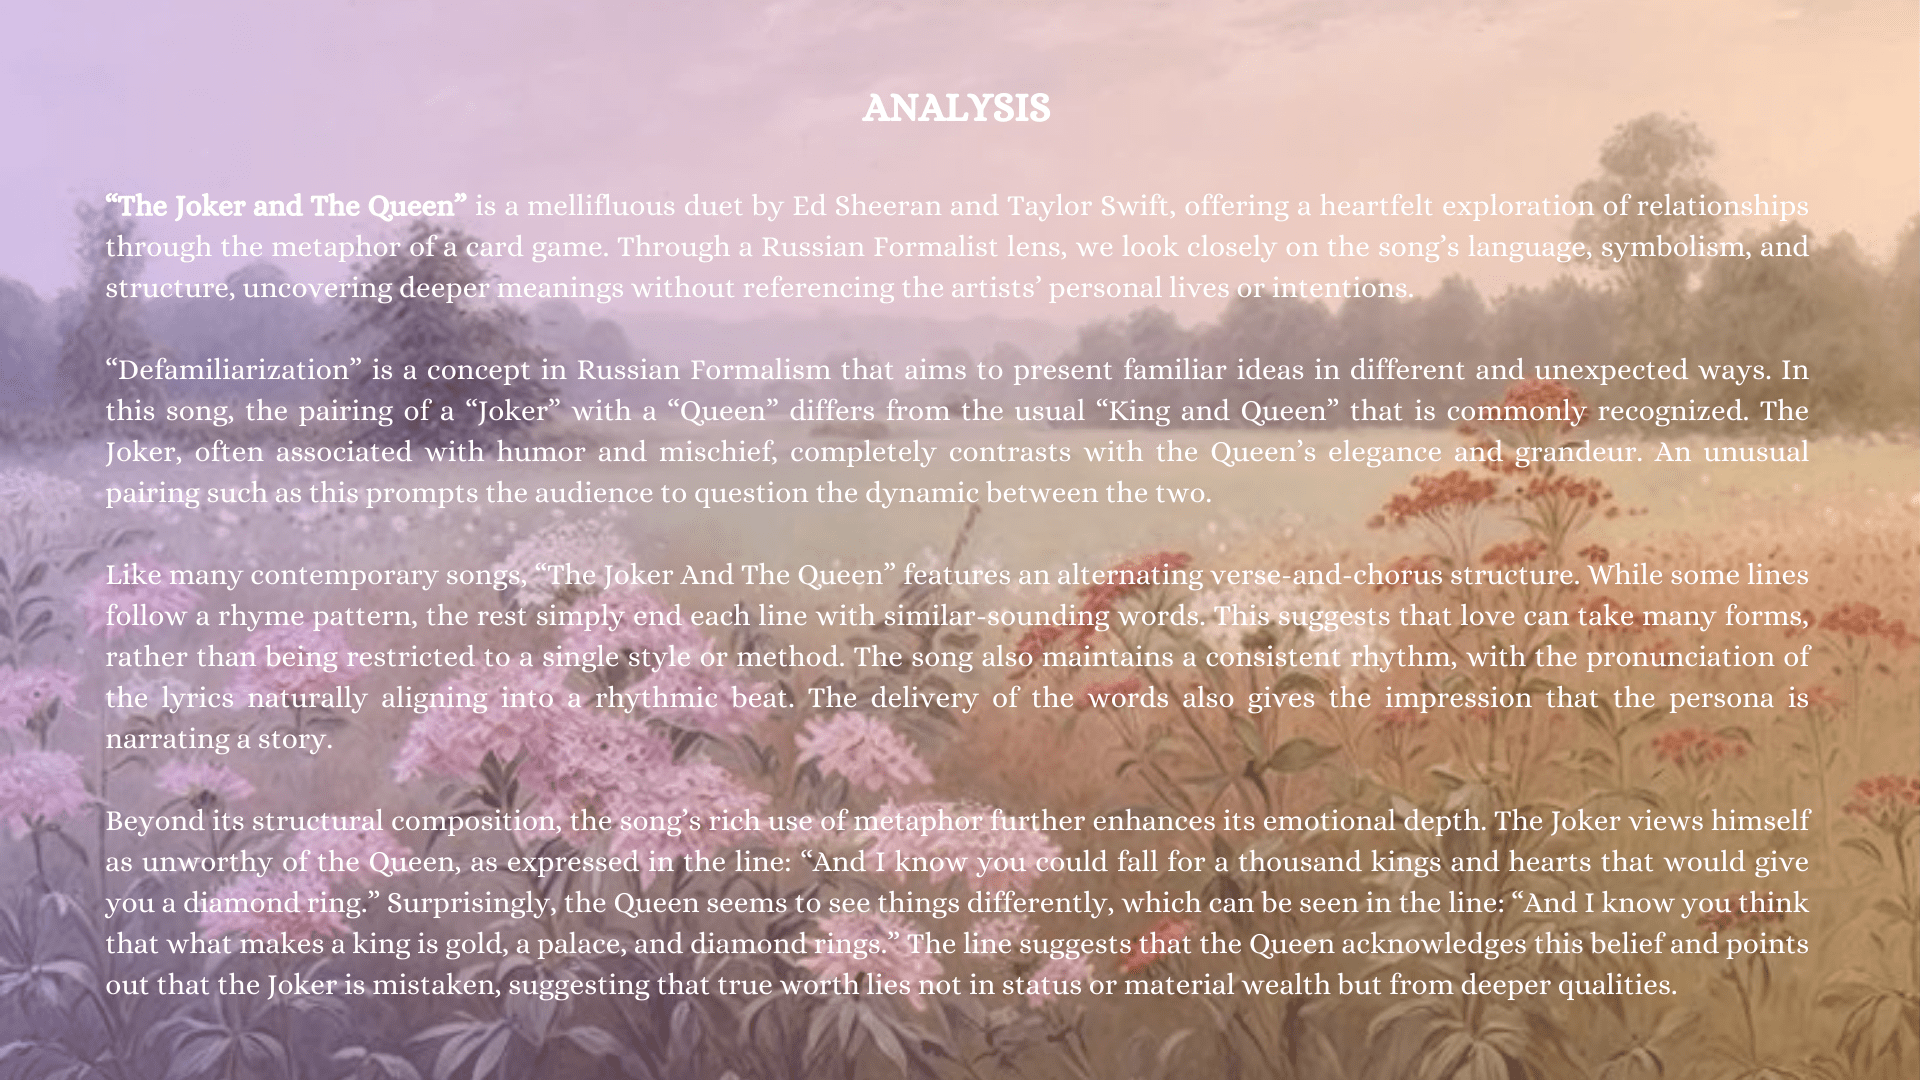 ANALYSIS
“The Joker and The Queen” is a mellifluous duet by Ed Sheeran and Taylor Swift, offering a heartfelt exploration of relationships
through the metaphor of a card game. Through a Russian Formalist lens, we look closely on the song’s language, symbolism, and
structure, uncovering deeper meanings without referencing the artists’ personal lives or intentions.
“Defamiliarization” is a concept in Russian Formalism that aims to present familiar ideas in different and unexpected ways. In
this song, the pairing of a “Joker” with a “Queen” differs from the usual “King and Queen” that is commonly recognized. The
Joker, often associated with humor and mischief, completely contrasts with the Queen’s elegance and grandeur. An unusual
pairing such as this prompts the audience to question the dynamic between the two.
Like many contemporary songs, “The Joker And The Queen” features an alternating verse-and-chorus structure. While some lines
follow a rhyme pattern, the rest simply end each line with similar-sounding words. This suggests that love can take many forms,
rather than being restricted to a single style or method. The song also maintains a consistent rhythm, with the pronunciation of
the lyrics naturally aligning into a rhythmic beat. The delivery of the words also gives the impression that the persona is
narrating a story.
Beyond its structural composition, the song’s rich use of metaphor further enhances its emotional depth. The Joker views himself
as unworthy of the Queen, as expressed in the line: “And I know you could fall for a thousand kings and hearts that would give
you a diamond ring.” Surprisingly, the Queen seems to see things differently, which can be seen in the line: “And I know you think
that what makes a king is gold, a palace, and diamond rings.” The line suggests that the Queen acknowledges this belief and points
out that the Joker is mistaken, suggesting that true worth lies not in status or material wealth but from deeper qualities.